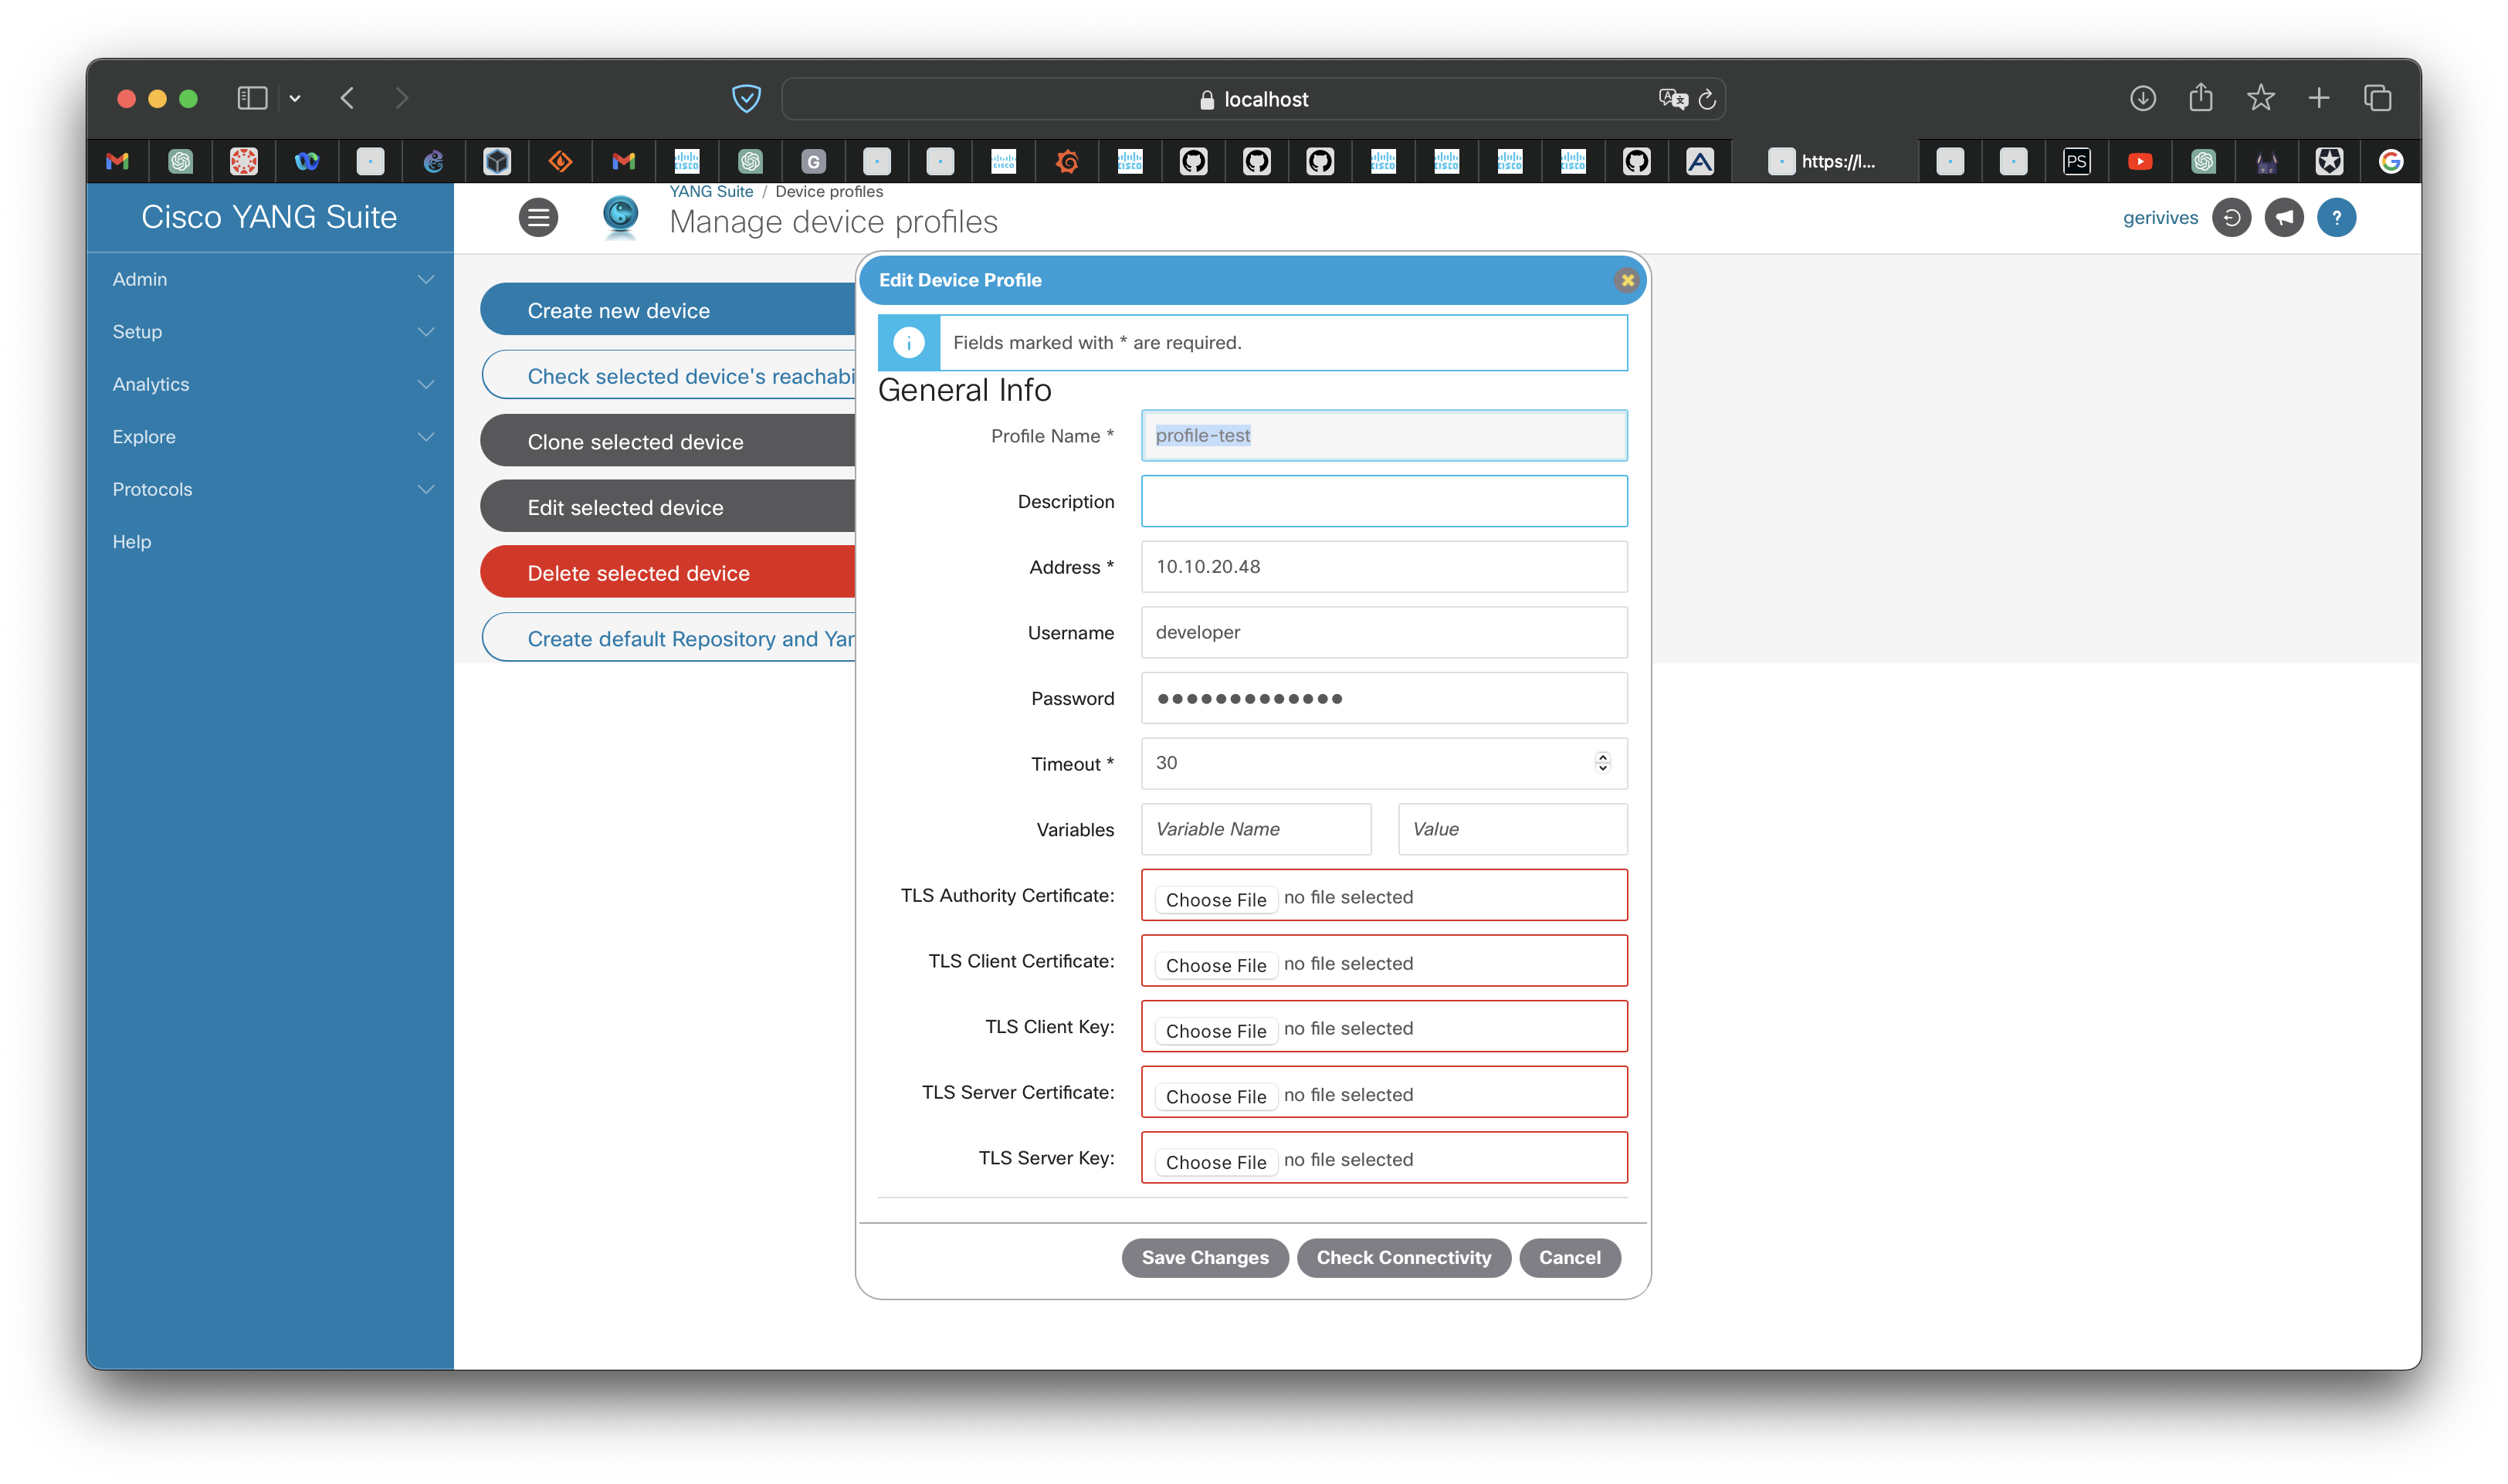 localhost
G
CISCO
https://l...
PS
Cisco YANG Suite
YANG Suite / Device profiles
Manage device profiles
gerivives
?
Admin
Setup
Analytics
Explore
Protocols
Help
Create new device
Check selected device's reachabi
Clone selected device
Edit selected device
Delete selected device
Create default Repository and Yan
Edit Device Profile
Fields marked with * are required.
General Info
Profile Name * profile-test
Description
Address * 10.10.20.48
Username developer
Password •••••••••••••
Timeout * 30
Variables Variable Name Value
TLS Authority Certificate: Choose File no file selected
TLS Client Certificate: Choose File no file selected
TLS Client Key: Choose File no file selected
TLS Server Certificate: Choose File no file selected
TLS Server Key: Choose File no file selected
Save Changes Check Connectivity Cancel